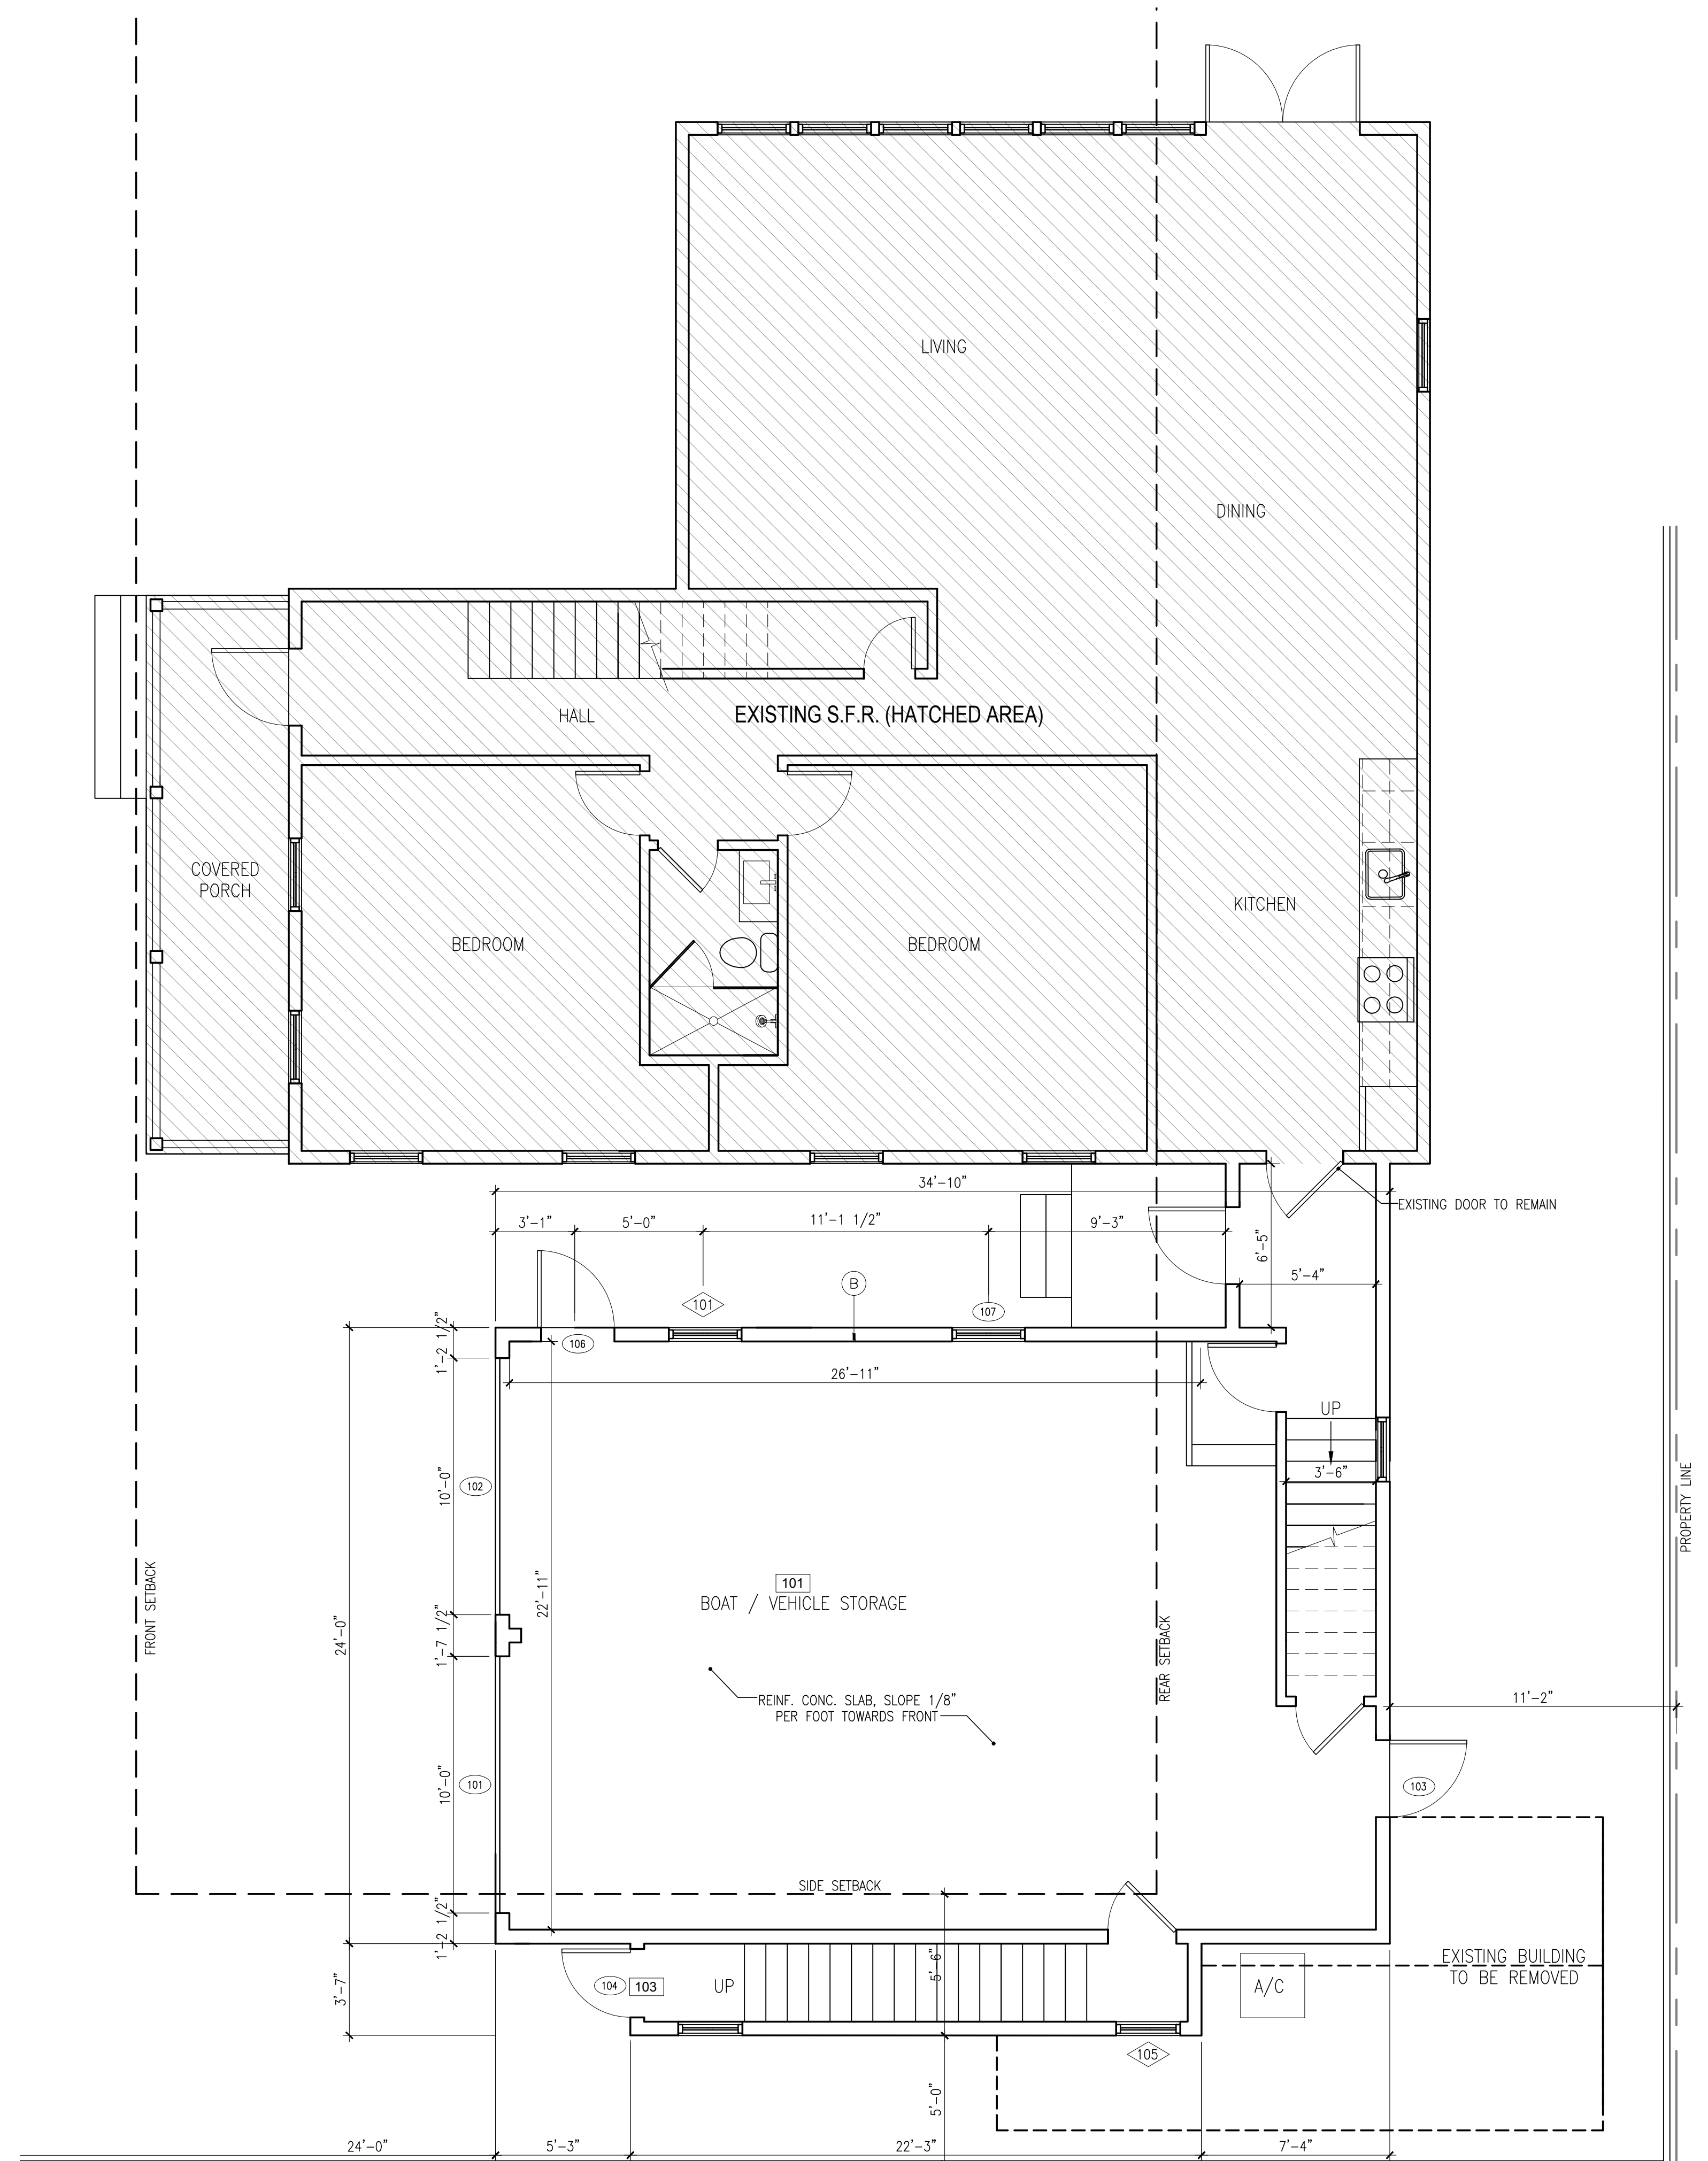 LIVING
DINING
HALL
EXISTING S.F.R. (HATCHED AREA)
COVERED
PORCH
BEDROOM
BEDROOM
KITCHEN
34'-10"
EXISTING DOOR TO REMAIN
3'-1"
5'-0"
11'-1 1/2"
9'-3"
6'-5"
5'-4"
B
101
107
106
1'-2 1/2"
26'-11"
UP
3'-6"
10'-0"
102
PROPERTY LINE
FRONT SETBACK
22'-11"
101
BOAT / VEHICLE STORAGE
24'-0"
1'-7 1/2"
REAR SETBACK
REINF. CONC. SLAB, SLOPE 1/8"
PER FOOT TOWARDS FRONT
11'-2"
10'-0"
101
103
SIDE SETBACK
1'-2 1/2"
5'-6"
EXISTING BUILDING
TO BE REMOVED
3'-7"
104
103
UP
A/C
105
5'-0"
24'-0"
5'-3"
22'-3"
7'-4"